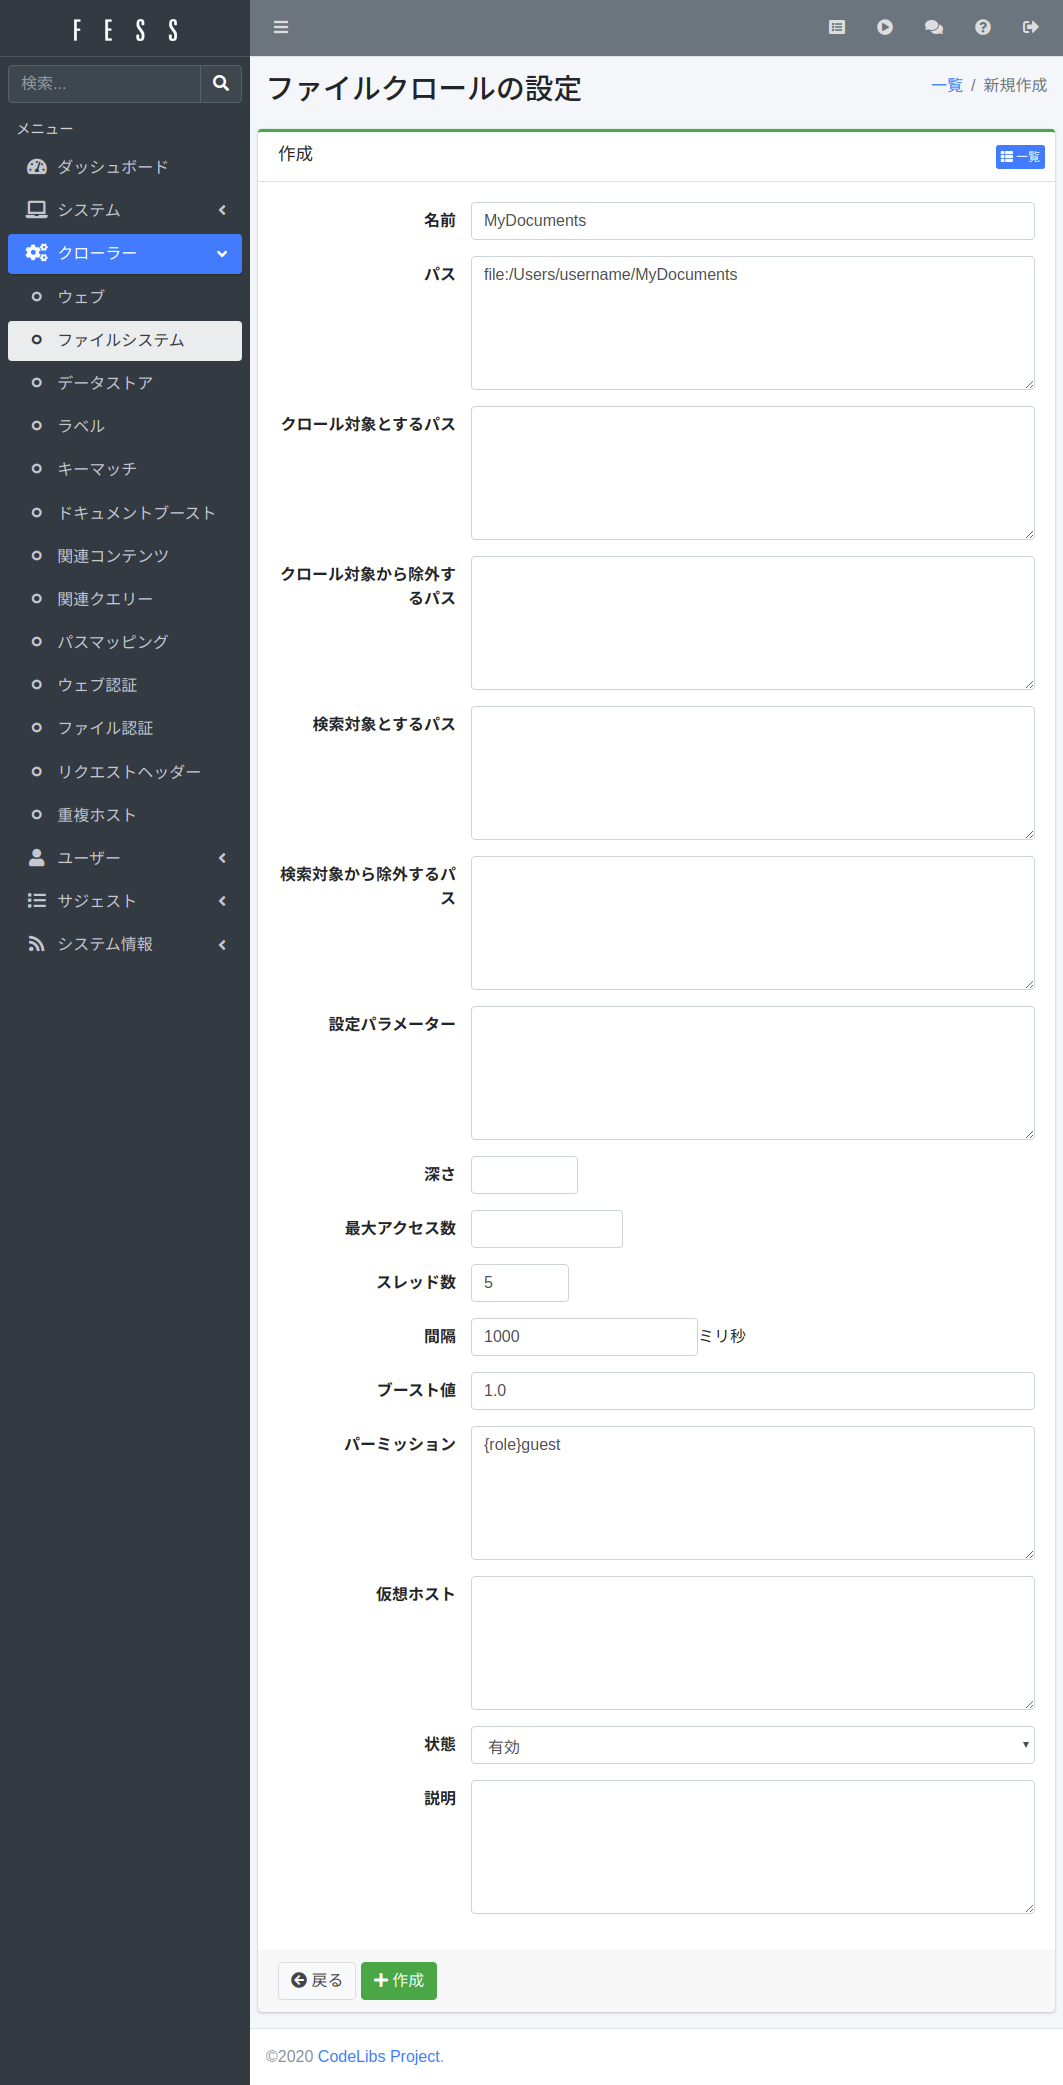 FESS
検索...
メニュー
ダッシュボード
システム
クローラー
ウェブ
ファイルシステム
データストア
ラベル
キーマッチ
ドキュメントブースト
関連コンテンツ
関連クエリー
パスマッピング
ウェブ認証
ファイル認証
リクエストヘッダー
重複ホスト
ユーザー
サジェスト
システム情報
ファイルクロールの設定
一覧 / 新規作成
作成
一覧
名前 MyDocuments
パス file:/Users/username/MyDocuments
クロール対象とするパス
クロール対象から除外す
るパス
検索対象とするパス
検索対象から除外するパ
ス
設定パラメーター
深さ
最大アクセス数
スレッド数 5
間隔 1000 ミリ秒
ブースト値 1.0
パーミッション {role}guest
仮想ホスト
状態 有効
説明
戻る 作成
©2020 CodeLibs Project.